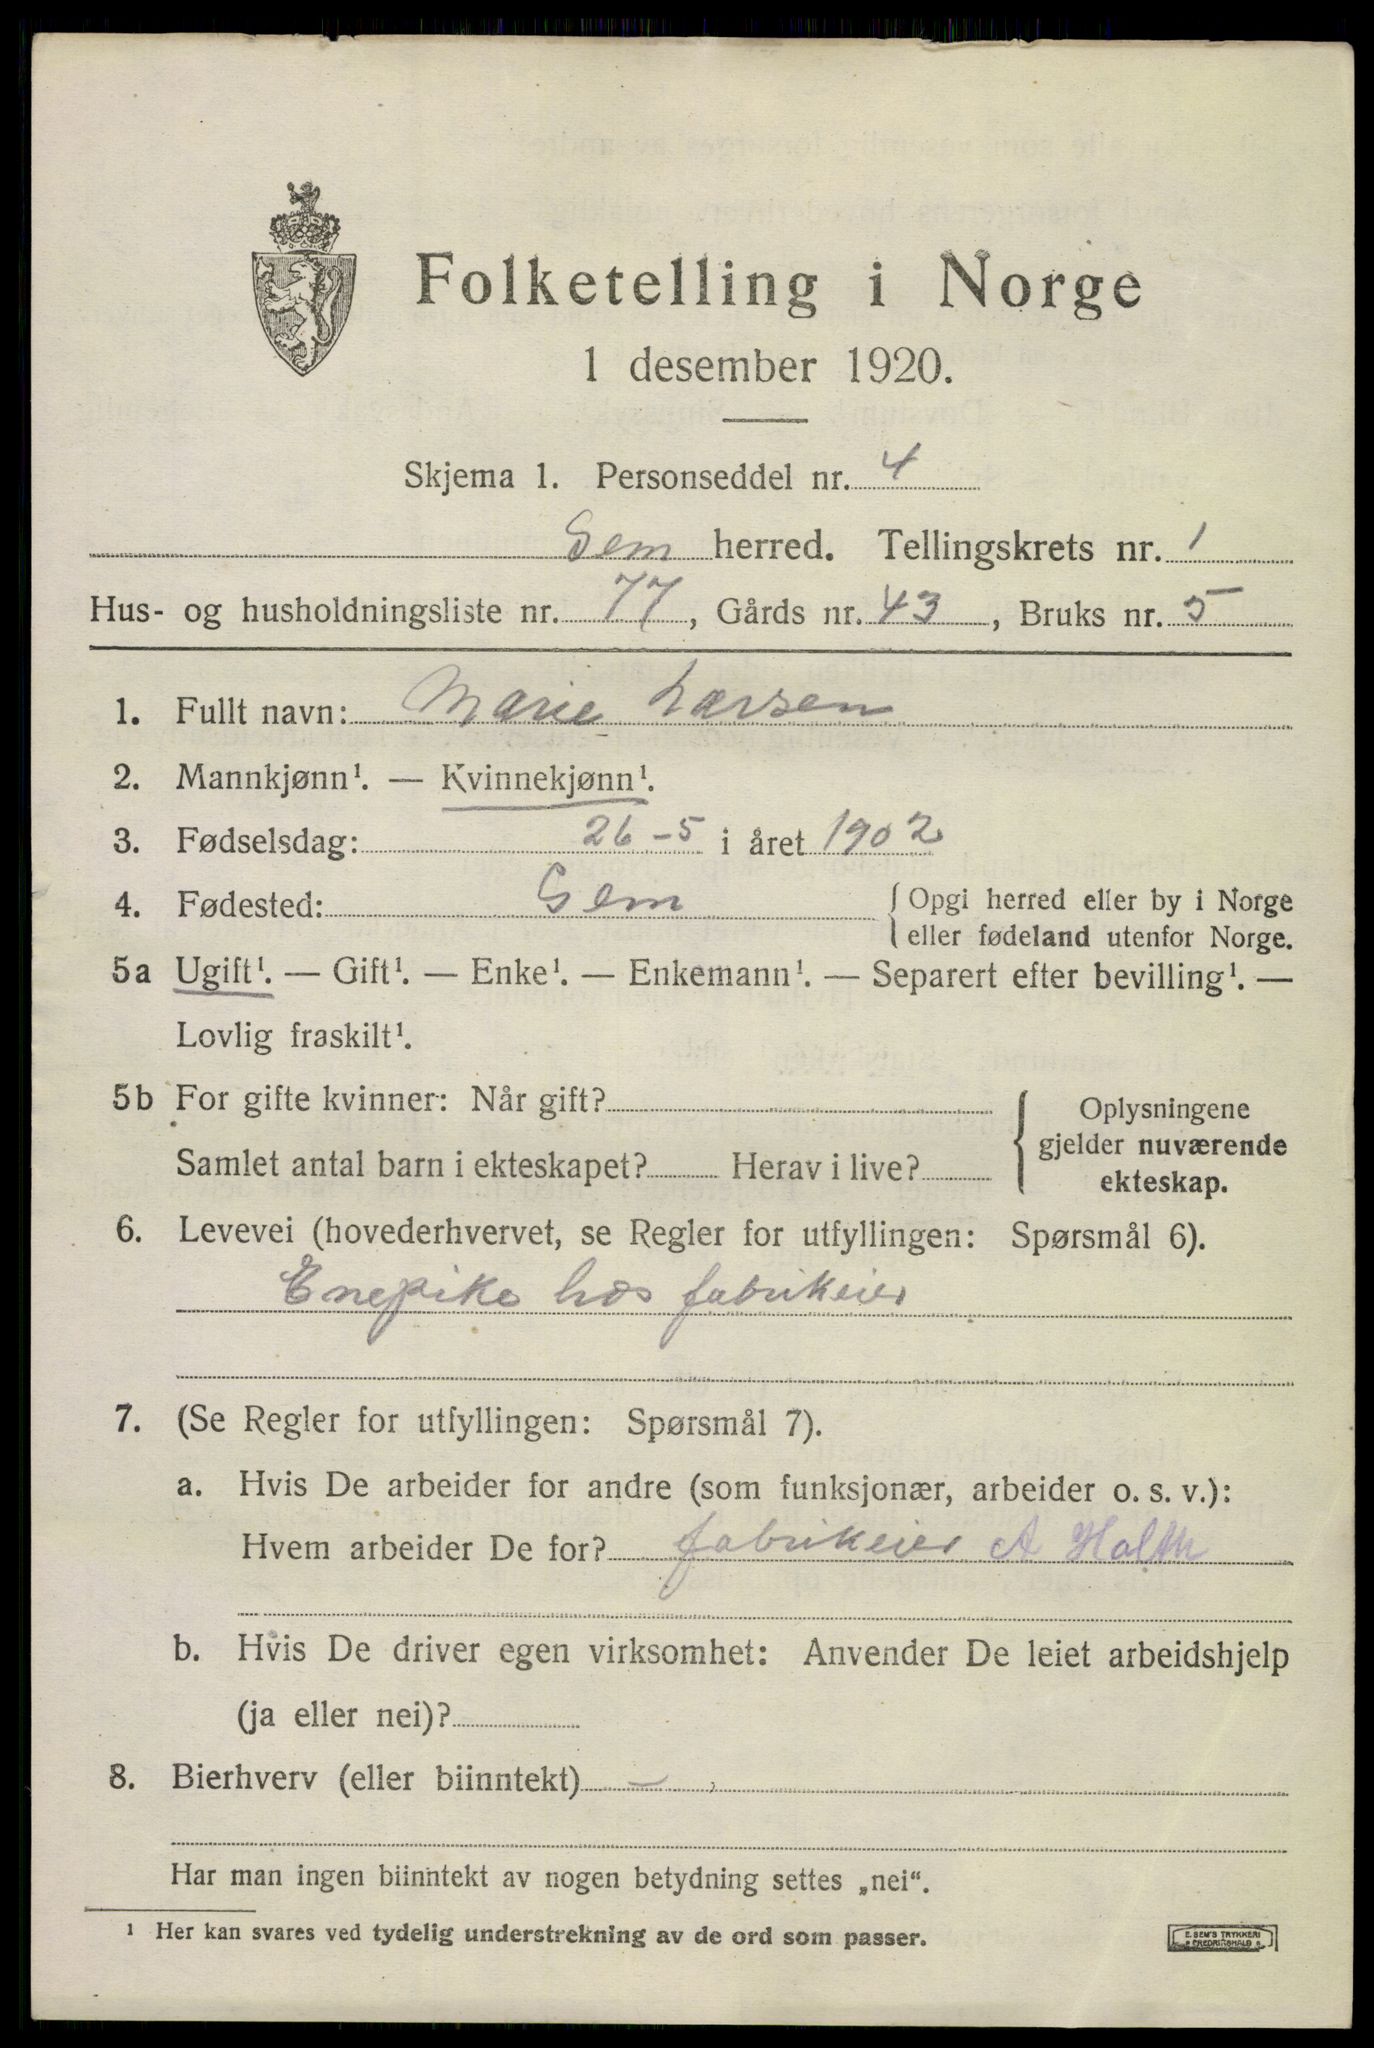 Folketelling i Norge
1 desember 1920.
Skjema 1. Personseddel nr. 4
Sem herred. Tellingskrets nr. 1
Hus- og husholdningsliste nr. 77, Gårds nr. 43, Bruks nr. 5
1. Fullt navn: Marie Larsen
2. Mannkjønn¹. — Kvinnekjønn¹.
3. Fødselsdag: 26-5 i året 1902
4. Fødested: Sem { Opgi herred eller by i Norge
eller fødeland utenfor Norge.
5a Ugift¹. — Gift¹. — Enke¹. — Enkemann¹. — Separert efter bevilling¹. —
Lovlig fraskilt¹.
5b For gifte kvinner: Når gift?
Samlet antal barn i ekteskapet? Herav i live?
Oplysningene
gjelder nuværende
ekteskap.
6. Levevei (hovederhvervet, se Regler for utfyllingen: Spørsmål 6).
Enepike hos fabrikeier
7. (Se Regler for utfyllingen: Spørsmål 7).
a. Hvis De arbeider for andre (som funksjonær, arbeider o. s. v.):
Hvem arbeider De for? fabrikeier A Holth
b. Hvis De driver egen virksomhet: Anvender De leiet arbeidshjelp
(ja eller nei)?
8. Bierhverv (eller biinntekt) –
Har man ingen biinntekt av nogen betydning settes „nei“.
¹ Her kan svares ved tydelig understrekning av de ord som passer.
E. SEM'S TRYKKERI
FREDRIKSHALD